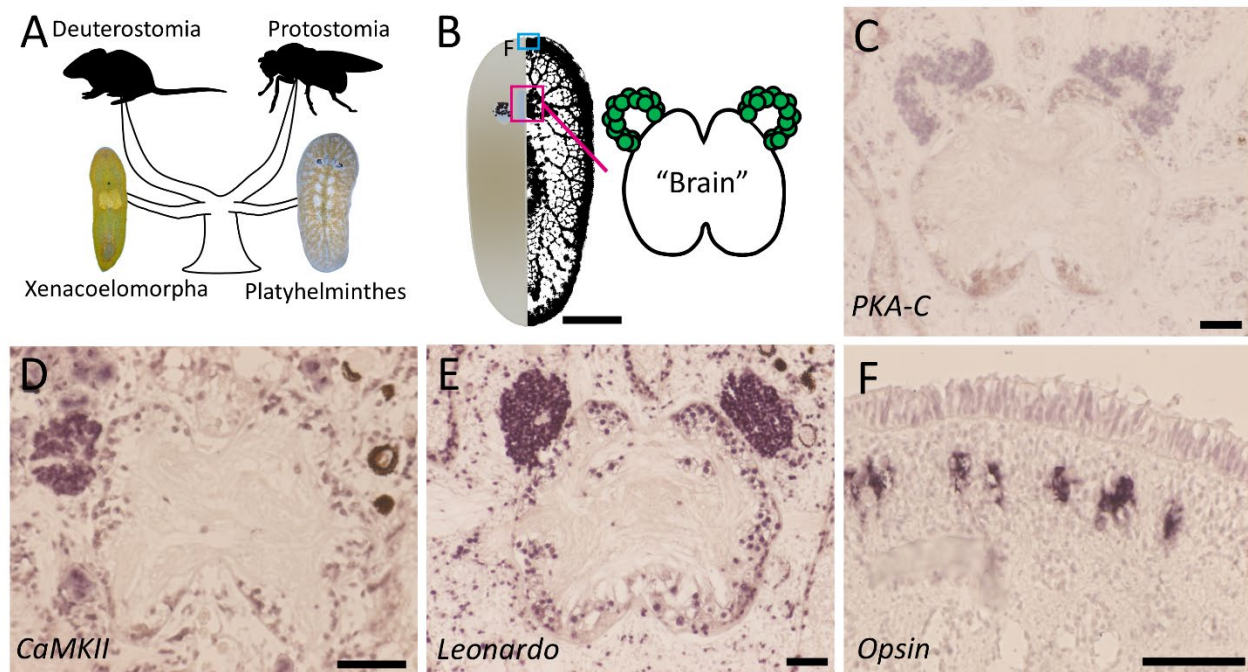 A
Deuterostomia
Protostomia
Xenacoelomorpha
Platyhelminthes
B
F
“Brain”
C
PKA-C
D
CaMKII
E
Leonardo
F
Opsin